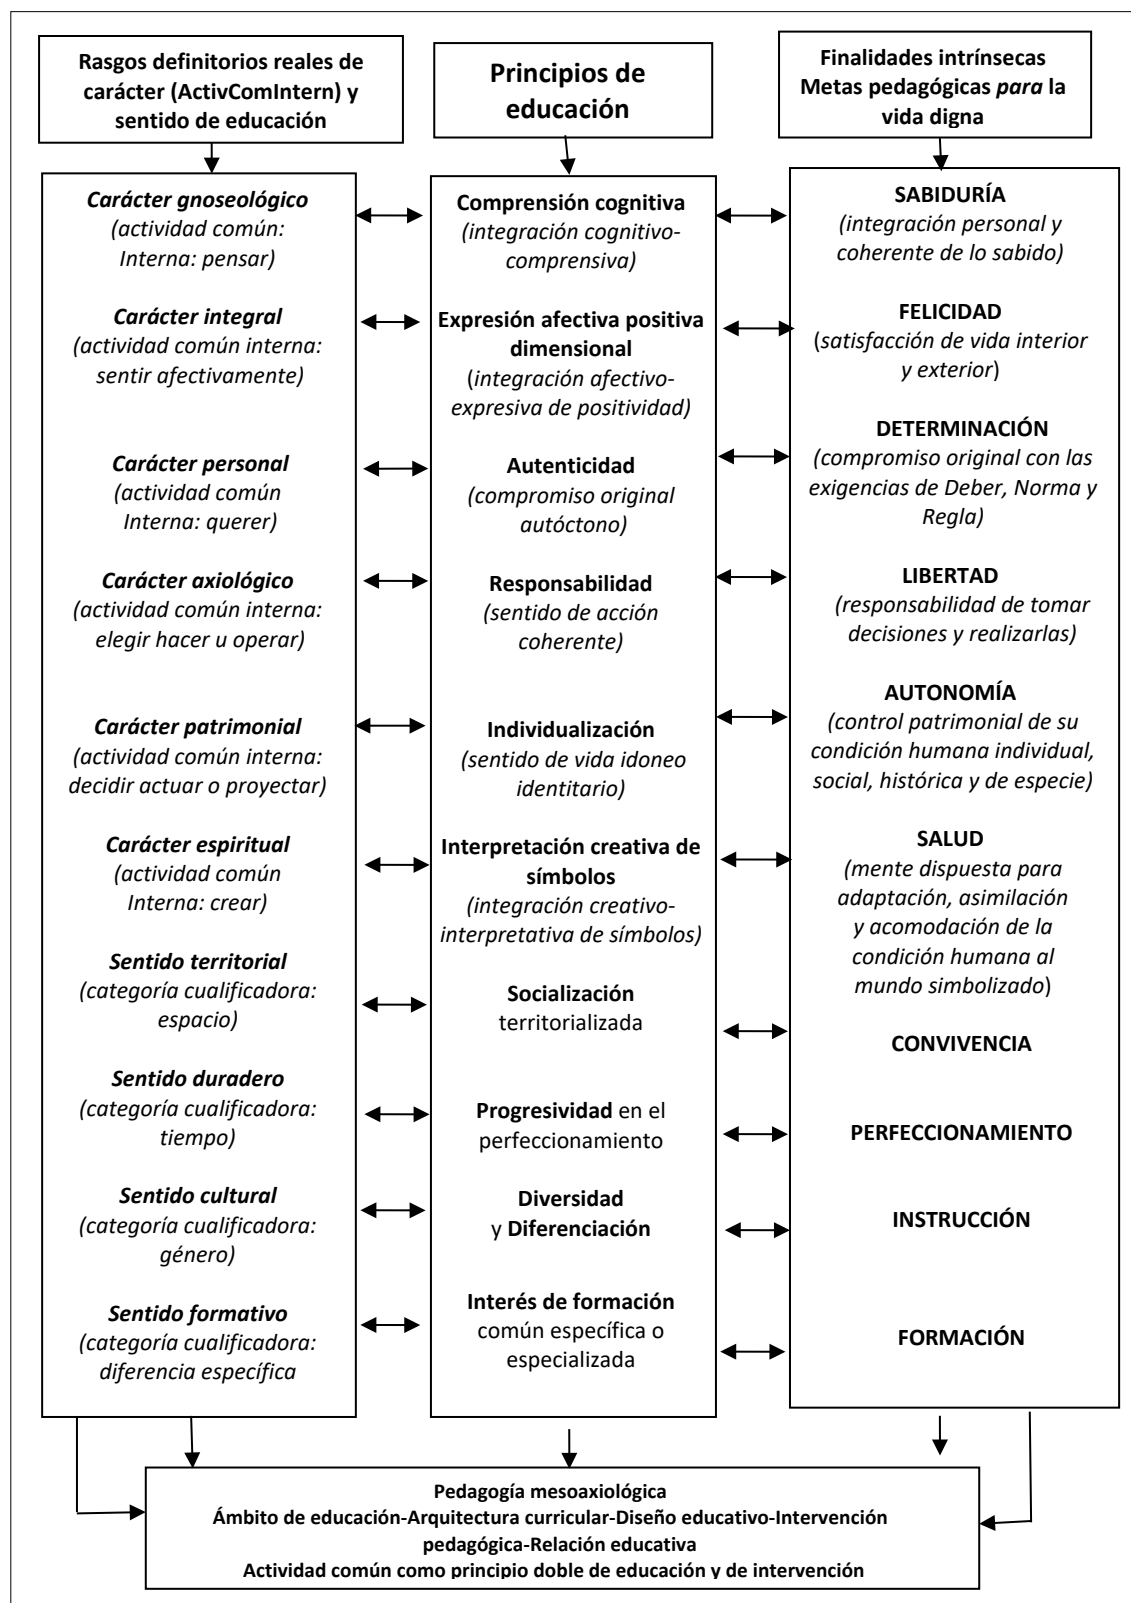 Rasgos definitorios reales de
carácter (ActivComIntern) y
sentido de educación
Principios de
educación
Finalidades intrínsecas
Metas pedagógicas para la
vida digna
Carácter gnoseológico
(actividad común:
Interna: pensar)
Carácter integral
(actividad común interna:
sentir afectivamente)
Carácter personal
(actividad común
Interna: querer)
Carácter axiológico
(actividad común interna:
elegir hacer u operar)
Carácter patrimonial
(actividad común interna:
decidir actuar o proyectar)
Carácter espiritual
(actividad común
Interna: crear)
Sentido territorial
(categoría cualificadora:
espacio)
Sentido duradero
(categoría cualificadora:
tiempo)
Sentido cultural
(categoría cualificadora:
género)
Sentido formativo
(categoría cualificadora:
diferencia específica
Comprensión cognitiva
(integración cognitivo-
comprensiva)
Expresión afectiva positiva
dimensional
(integración afectivo-
expresiva de positividad)
Autenticidad
(compromiso original
autóctono)
Responsabilidad
(sentido de acción
coherente)
Individualización
(sentido de vida idoneo
identitario)
Interpretación creativa de
símbolos
(integración creativo-
interpretativa de símbolos)
Socialización
territorializada
Progresividad en el
perfeccionamiento
Diversidad
y Diferenciación
Interés de formación
común específica o
especializada
SABIDURÍA
(integración personal y
coherente de lo sabido)
FELICIDAD
(satisfacción de vida interior
y exterior)
DETERMINACIÓN
(compromiso original con las
exigencias de Deber, Norma y
Regla)
LIBERTAD
(responsabilidad de tomar
decisiones y realizarlas)
AUTONOMÍA
(control patrimonial de su
condición humana individual,
social, histórica y de especie)
SALUD
(mente dispuesta para
adaptación, asimilación
y acomodación de la
condición humana al
mundo simbolizado)
CONVIVENCIA
PERFECCIONAMIENTO
INSTRUCCIÓN
FORMACIÓN
Pedagogía mesoaxiológica
Ámbito de educación-Arquitectura curricular-Diseño educativo-Intervención
pedagógica-Relación educativa
Actividad común como principio doble de educación y de intervención